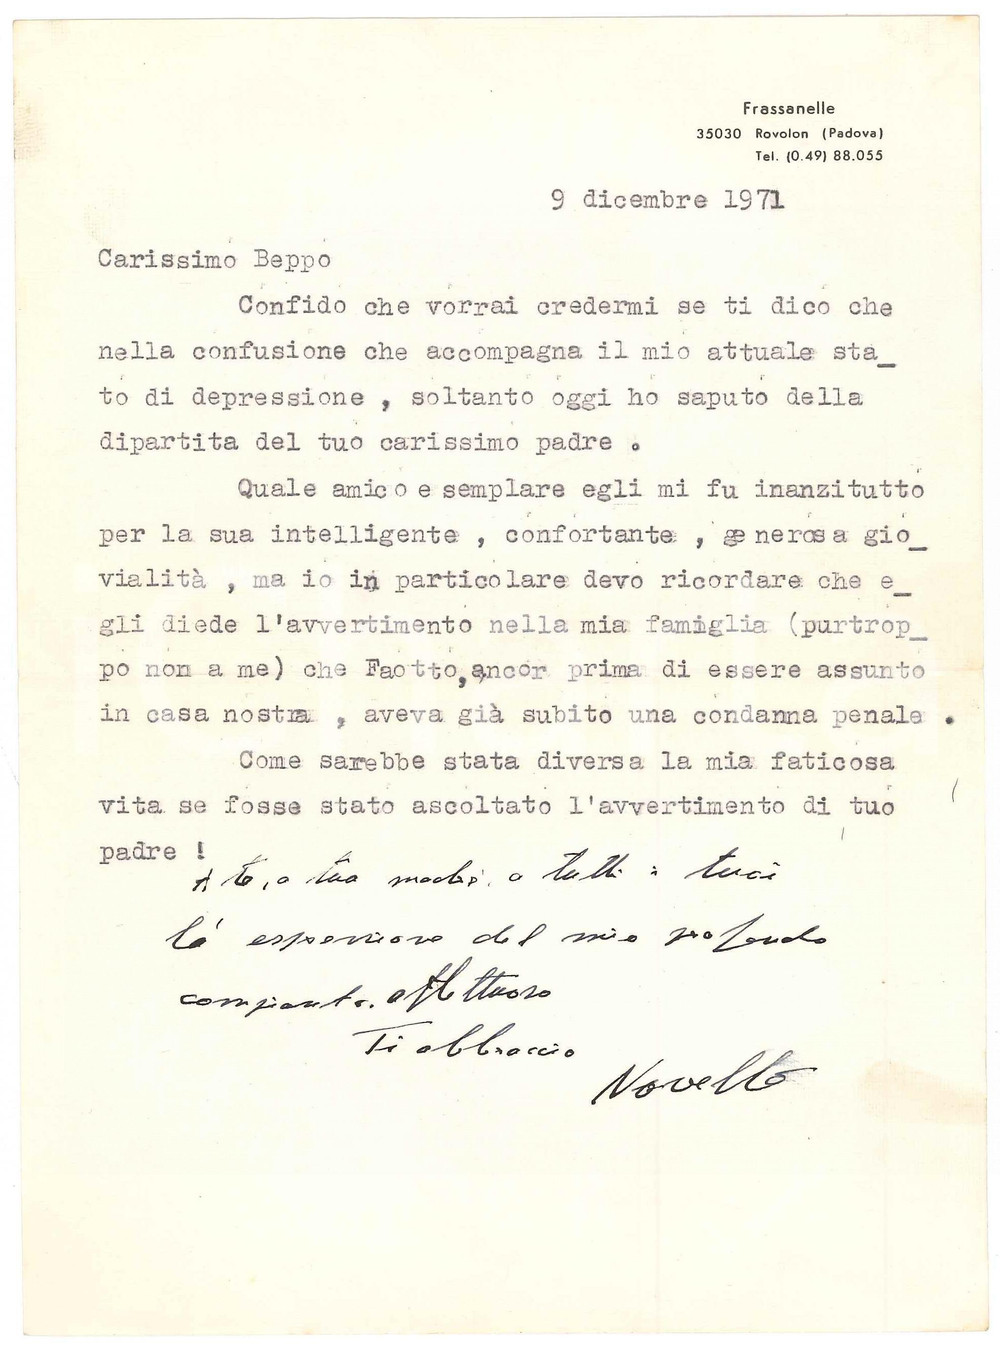 Frassanelle
35030 Rovolon (Padova)
Tel. (0.49) 88.055
9 dicembre 1971
Carissimo Beppo
Confido che vorrai credermi se ti dico che
nella confusione che accompagna il mio attuale sta_
to di depressione , soltanto oggi ho saputo della
dipartita del tuo carissimo padre .
Quale amico e semplare egli mi fu inanzitutto
per la sua intelligente , confortante , ge nerosa gio_
vialità , ma io in particolare devo ricordare che e_
gli diede l'avvertimento nella mia famiglia (purtrop_
po non a me) che Faotto, ancor prima di essere assunto
in casa nostra , aveva già subito una condanna penale .
Come sarebbe stata diversa la mia faticosa
vita se fosse stato ascoltato l'avvertimento di tuo
padre !
A te, a tua madre, a tutti i tuoi
la espressione del mio profondo
compianto. affettuoso
Ti abbraccio
Novello